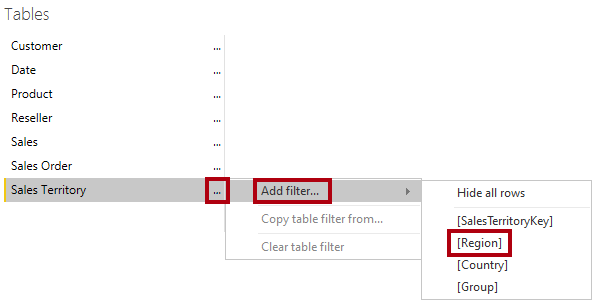 Tables
Customer ...
Date ...
Product ...
Reseller ...
Sales ...
Sales Order ...
Sales Territory ... Add filter...
Hide all rows
Copy table filter from...
[SalesTerritoryKey]
[Region]
Clear table filter
[Country]
[Group]